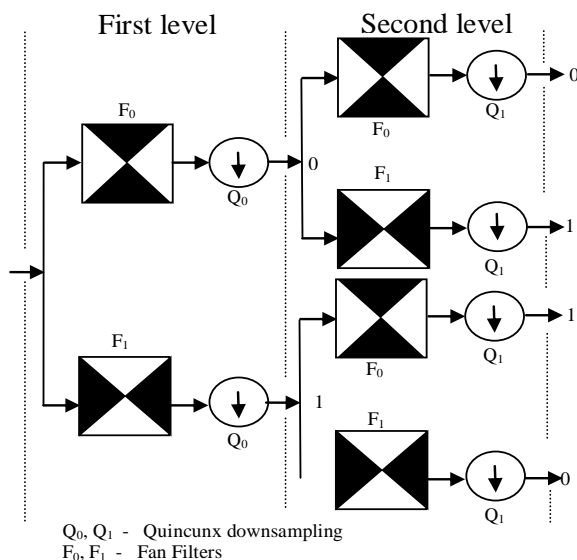 First level
Second level
F₀
Q₀
0
F₀
Q₁
0
F₁
Q₁
1
F₁
Q₀
1
F₀
Q₁
1
F₁
Q₁
0
Q₀, Q₁ - Quincunx downsampling
F₀, F₁ - Fan Filters